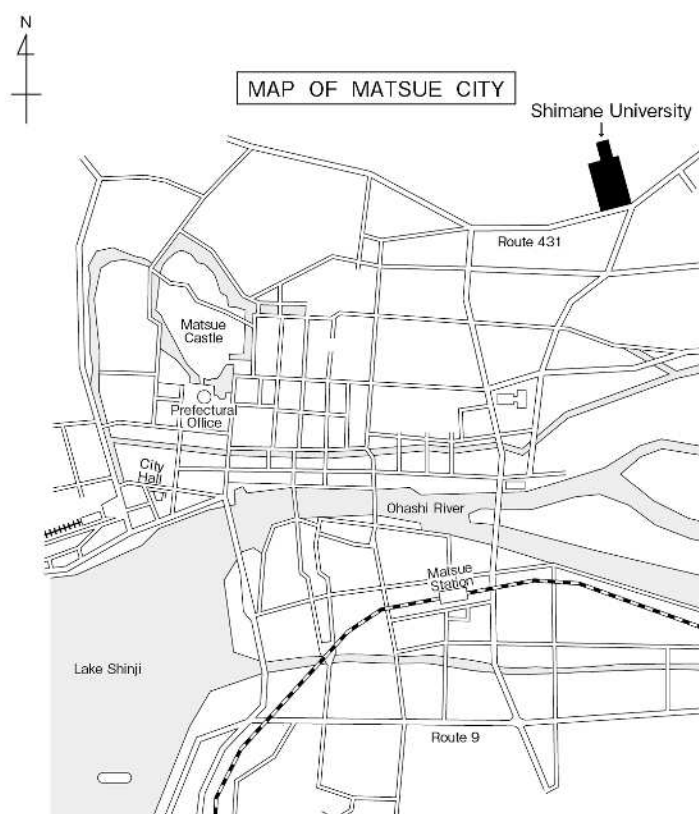 N
MAP OF MATSUE CITY
Shimane University
Route 431
Matsue
Castle
Prefectural
Office
City
Hall
Ohashi River
Matsue
Station
Lake Shinji
Route 9